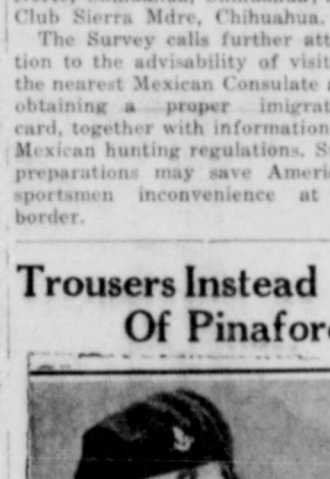 Club Sierra Mdre, Chihuahua.
The Survey calls further att
tion to the advisability of visit
the nearest Mexican Consulate
obtaining a proper imigrat
card, together with information
Mexican hunting regulations. S
preparations may save Ameri
sportsmen inconvenience at
border.
Trousers Instead
Of Pinafor